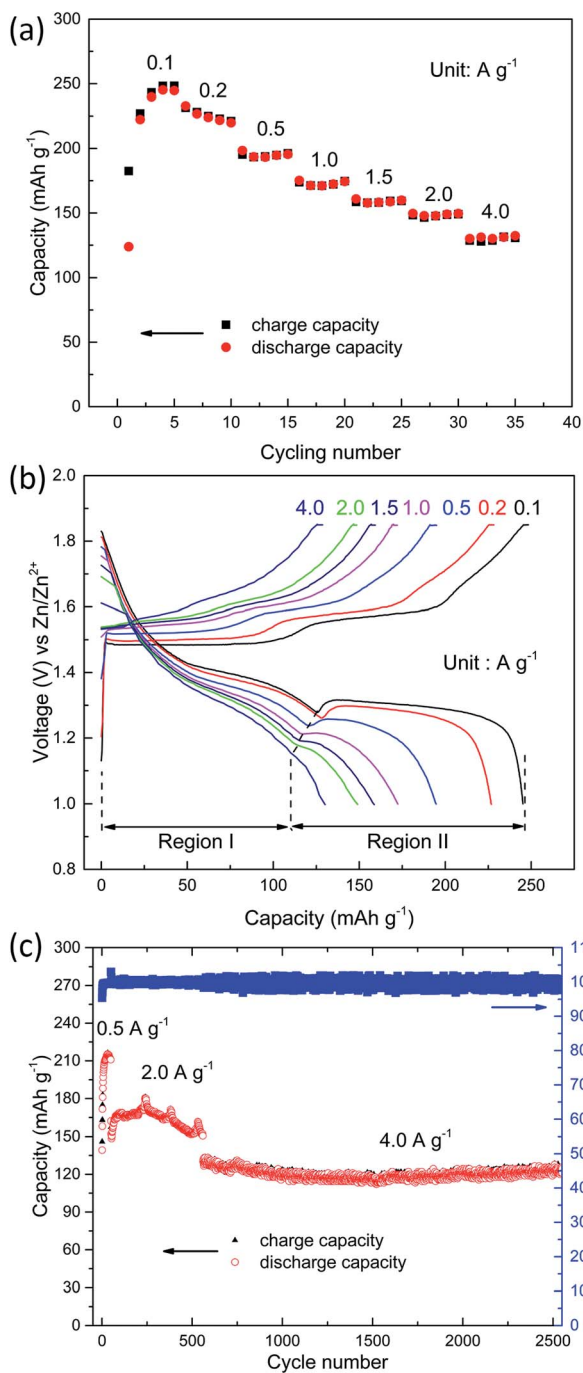 (a)
300
250
200
150
100
50
0
Capacity (mAh g⁻¹)
0.1
0.2
0.5
1.0
1.5
2.0
4.0
Unit: A g⁻¹
charge capacity
discharge capacity
0 5 10 15 20 25 30 35 40
Cycling number
(b)
2.0
1.8
1.6
1.4
1.2
1.0
0.8
Voltage (V) vs Zn/Zn²⁺
4.0 2.0 1.5 1.0 0.5 0.2 0.1
Unit : A g⁻¹
Region I Region II
0 50 100 150 200 250
Capacity (mAh g⁻¹)
(c)
300
270
240
210
180
150
120
90
60
30
0
Capacity (mAh g⁻¹)
0.5 A g⁻¹
2.0 A g⁻¹
4.0 A g⁻¹
charge capacity
discharge capacity
90
80
70
60
50
40
30
20
10
0
0 500 1000 1500 2000 2500
Cycle number